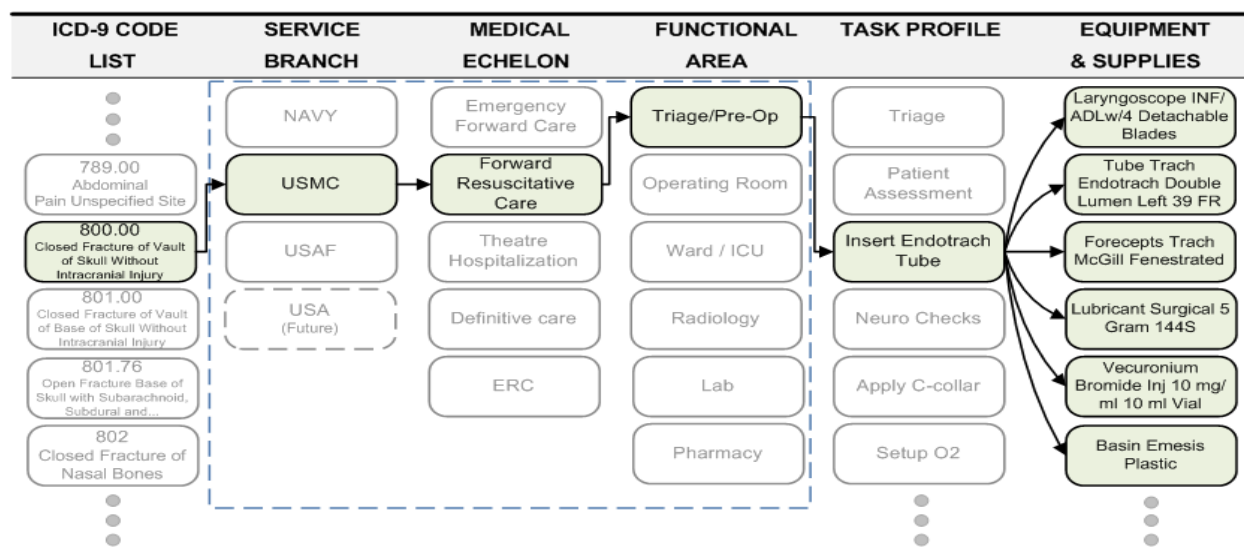 ICD-9 CODE
LIST
SERVICE
BRANCH
MEDICAL
ECHELON
FUNCTIONAL
AREA
TASK PROFILE
EQUIPMENT
& SUPPLIES
789.00
Abdominal
Pain Unspecified Site
800.00
Closed Fracture of Vault
of Skull Without
Intracranial Injury
801.00
Closed Fracture of Vault
of Base of Skull Without
Intracranial Injury
801.76
Open Fracture Base of
Skull with Subarachnoid,
Subdural and...
802
Closed Fracture of
Nasal Bones
NAVY
USMC
USAF
USA
(Future)
Emergency
Forward Care
Forward
Resuscitative
Care
Theatre
Hospitalization
Definitive care
ERC
Triage/Pre-Op
Operating Room
Ward / ICU
Radiology
Lab
Pharmacy
Triage
Patient
Assessment
Insert Endotrach
Tube
Neuro Checks
Apply C-collar
Setup O2
Laryngoscope INF/
ADLw/4 Detachable
Blades
Tube Trach
Endotrach Double
Lumen Left 39 FR
Forecepts Trach
McGill Fenestrated
Lubricant Surgical 5
Gram 144S
Vecuronium
Bromide Inj 10 mg/
ml 10 ml Vial
Basin Emesis
Plastic